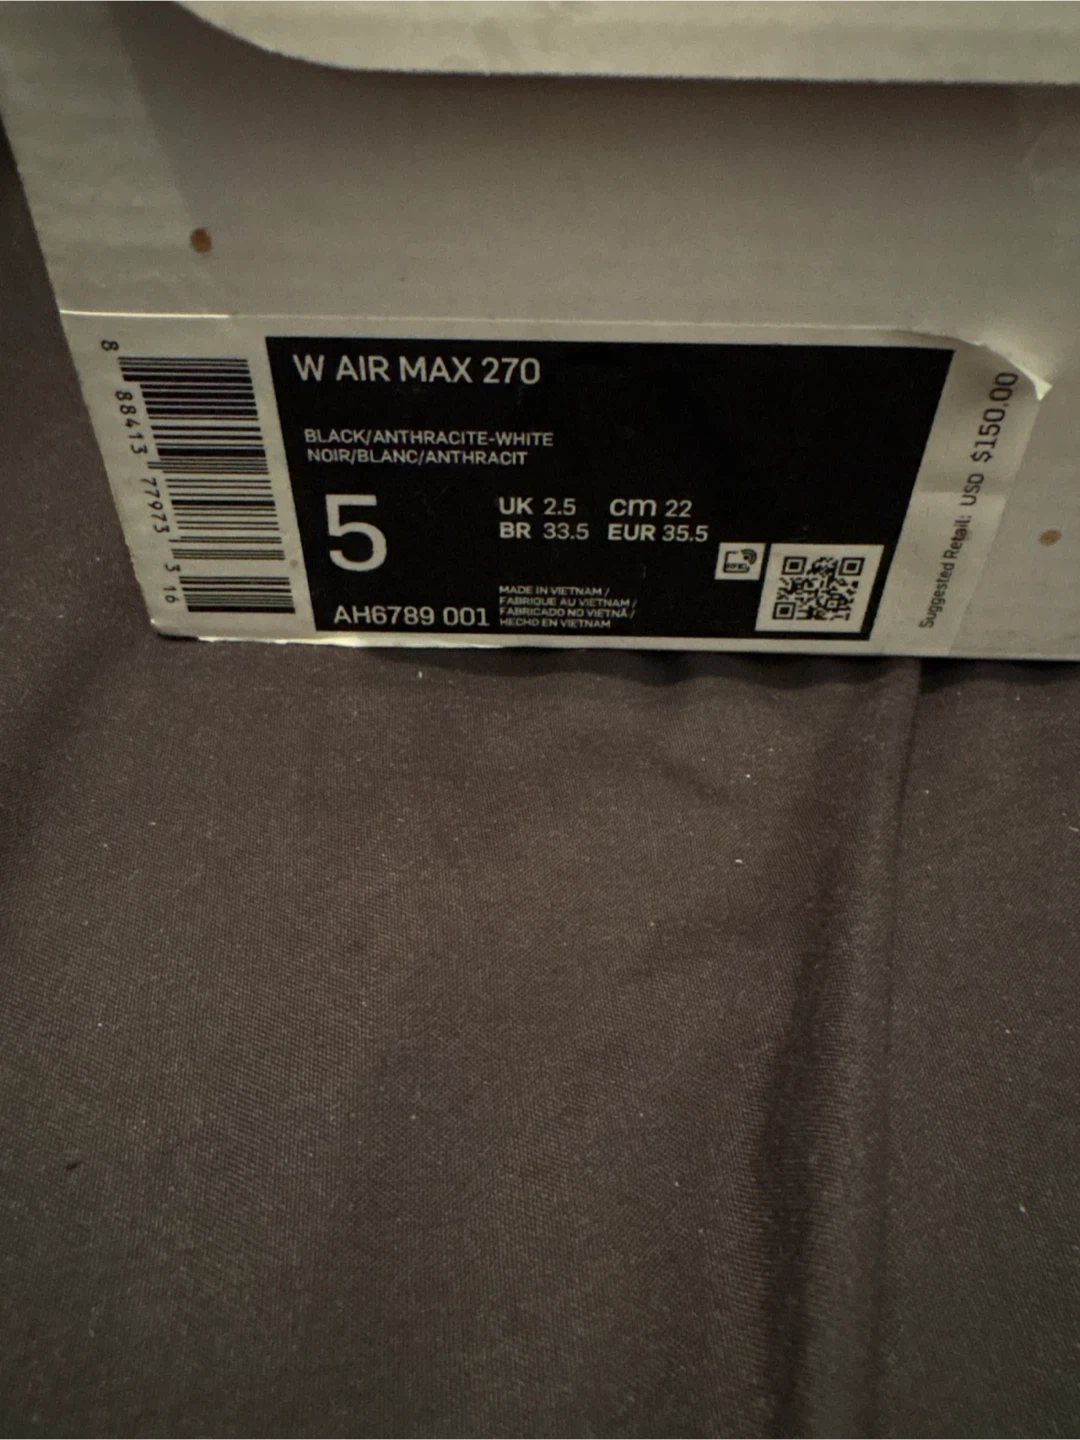 W AIR MAX 270
BLACK/ANTHRACITE-WHITE
NOIR/BLANC/ANTHRACIT
5
UK 2.5 cm 22
BR 33.5 EUR 35.5
AH6789 001
MADE IN VIETNAM /
FABRIQUE AU VIETNAM /
FABRICADO NO VIETNÃ /
HECHO EN VIETNAM
8 88413 77973 3 16
Suggested Retail: USD $150.00